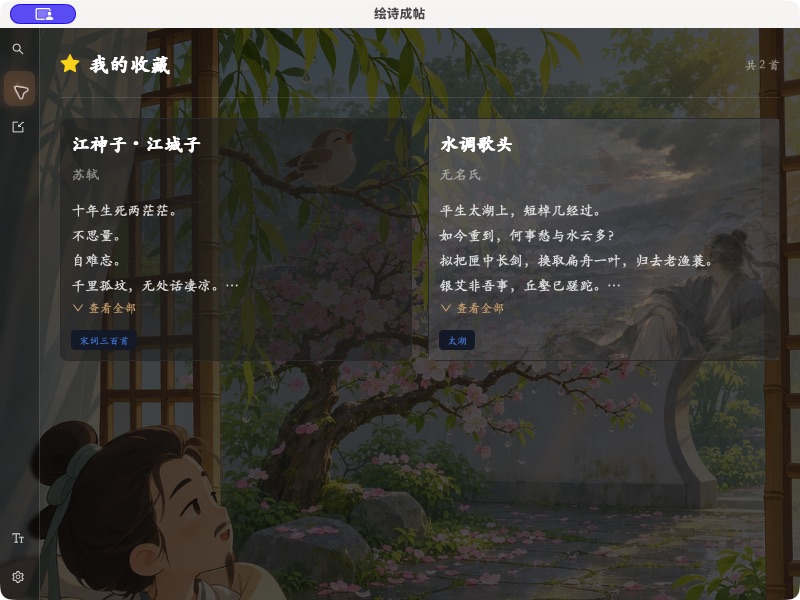 绘诗成帖
我的收藏
共 2 首
江神子·江城子
苏轼
十年生死两茫茫。
不思量。
自难忘。
千里孤坟，无处话凄凉。…
查看全部
宋词三百首
水调歌头
无名氏
平生太湖上，短棹几经过。
如今重到，何事愁与水云多？
拟把匣中长剑，换取扁舟一叶，归去老渔蓑。
银艾非吾事，丘壑已蹉跎。…
查看全部
太湖
Tr